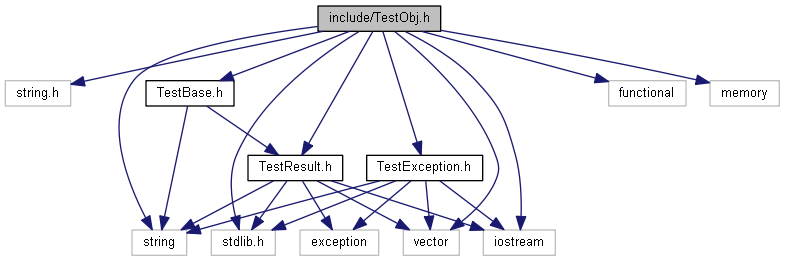 include/TestObj.h
string.h
TestBase.h
functional
memory
TestResult.h
TestException.h
string
stdlib.h
exception
vector
iostream